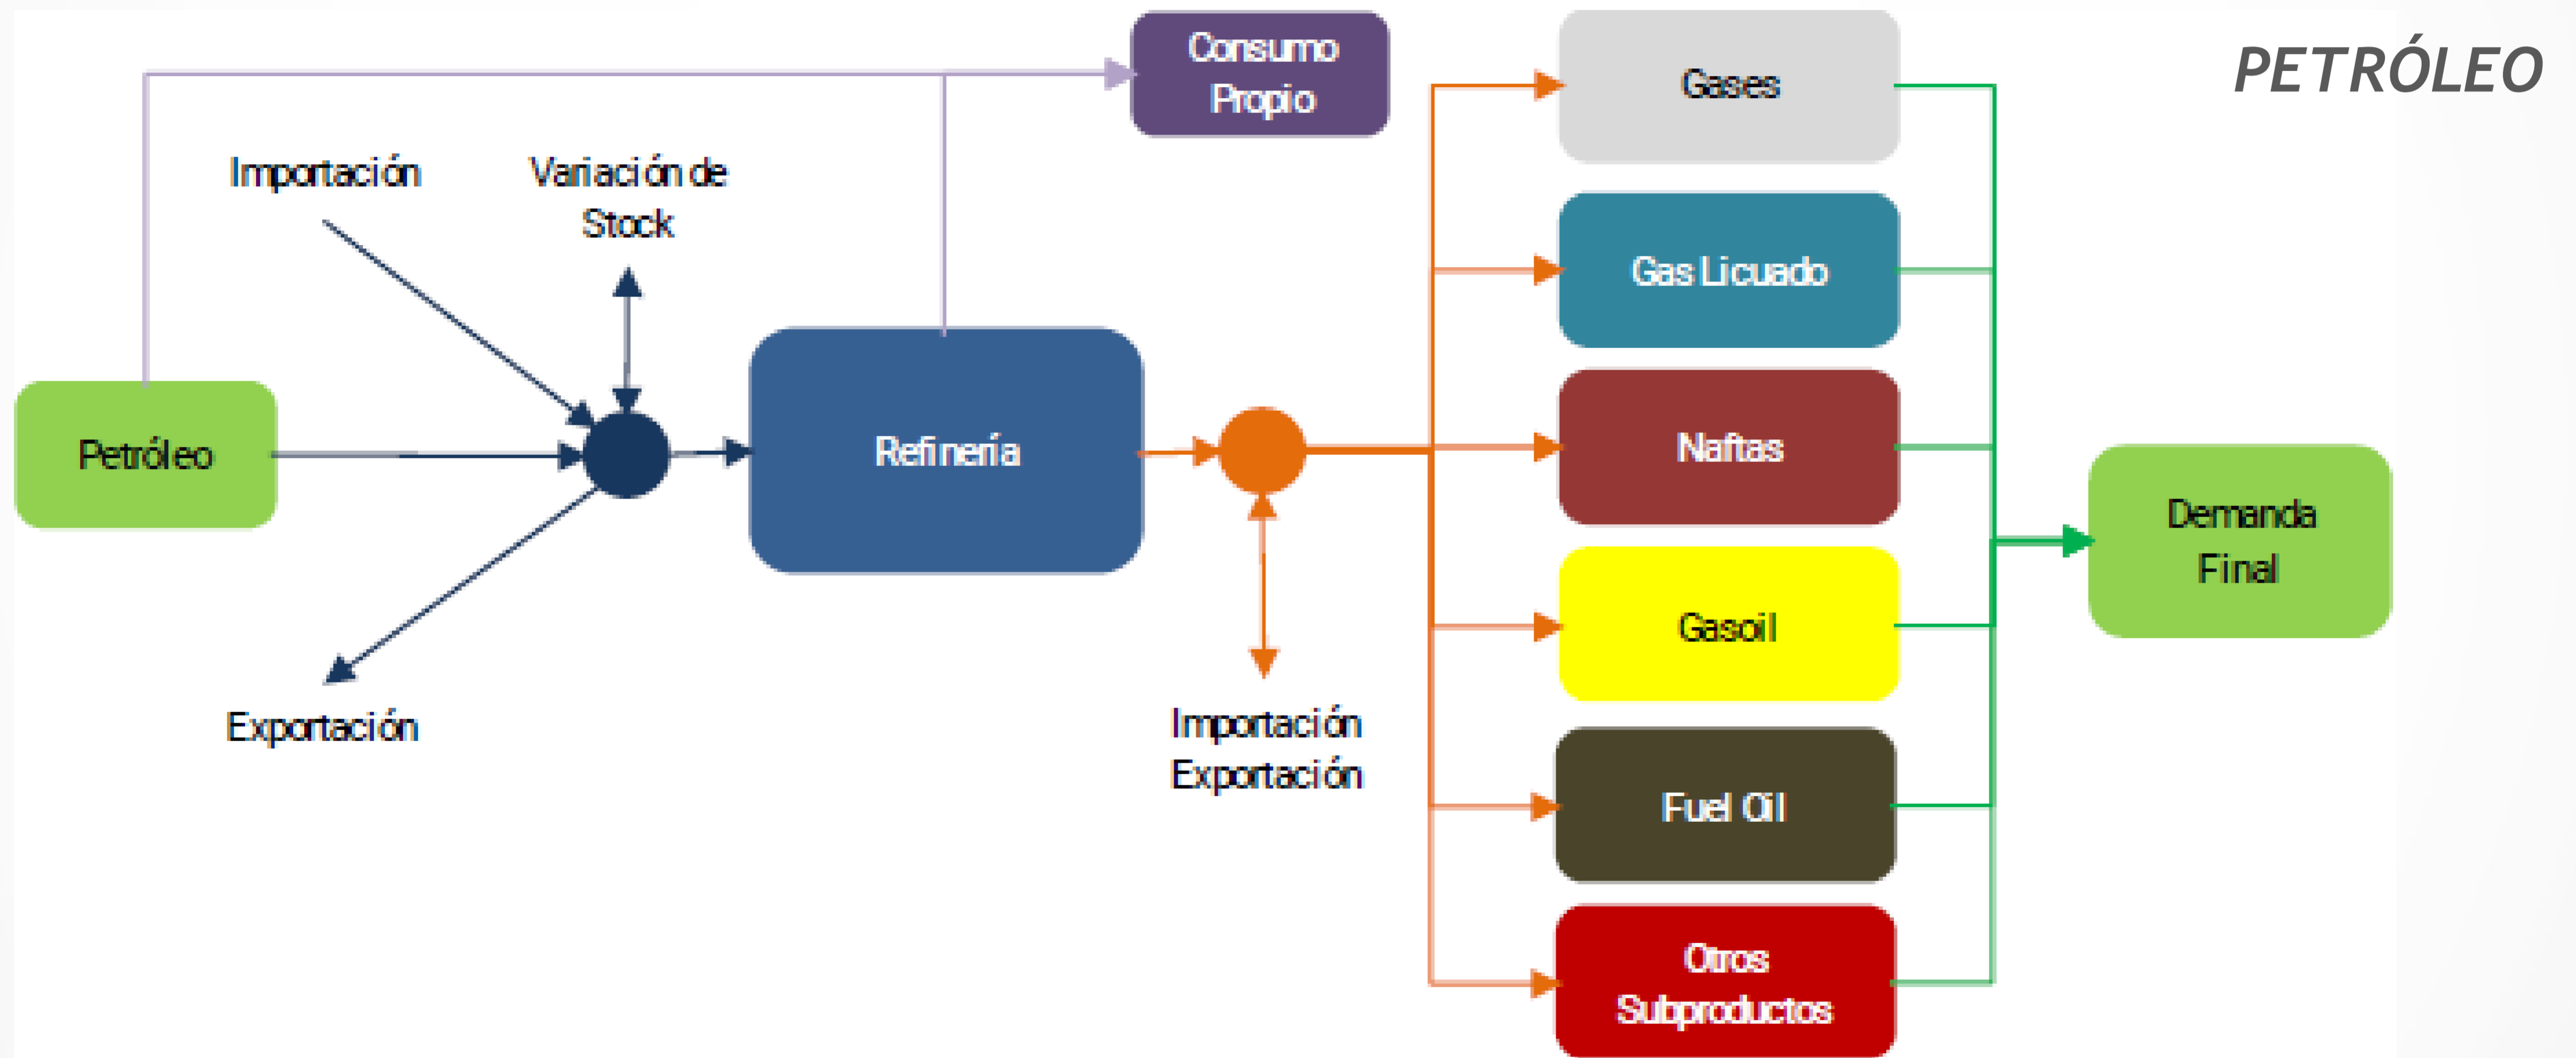 PETRÓLEO
Consumo
Propio
Importación
Variación de
Stock
Petróleo
Refinería
Exportación
Importación
Exportación
Gases
Gas Licuado
Naftas
Gasoil
Fuel Oil
Otros
Subproductos
Demanda
Final